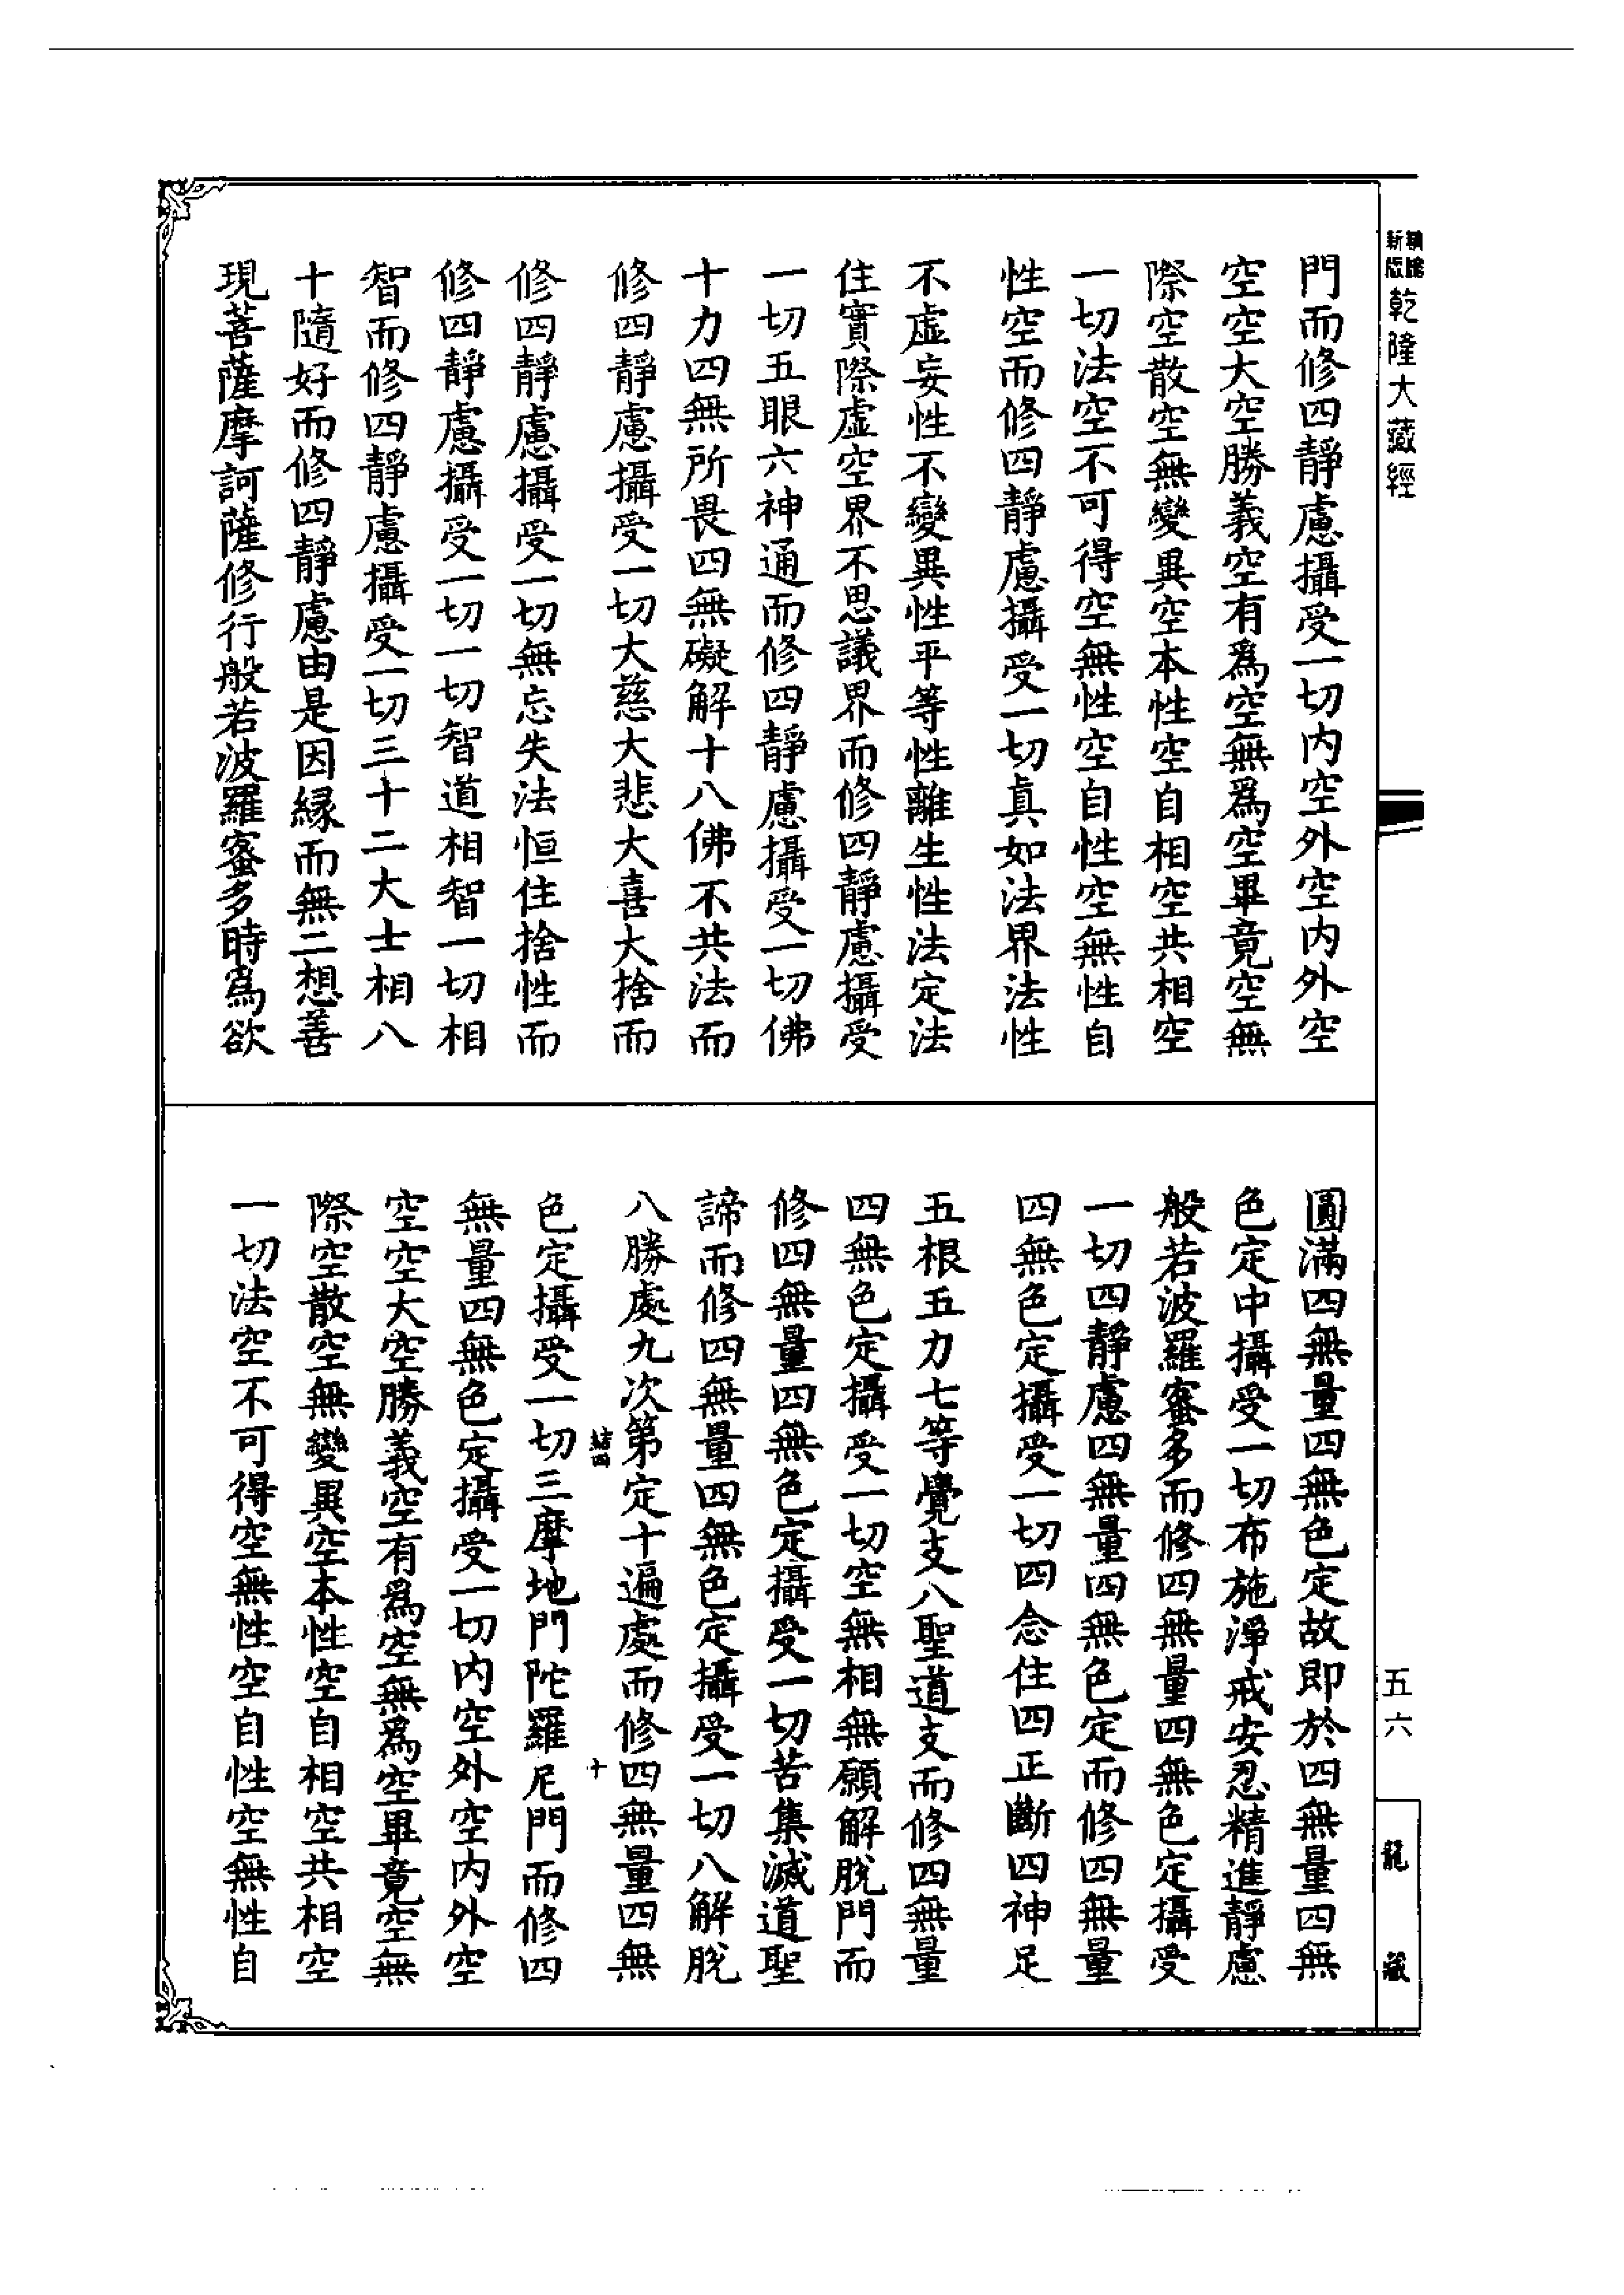 新版
乾隆大藏經
門而修四靜慮攝受一切內空外空內外空
空空大空勝義空有爲空無爲空畢竟空無
際空散空無變異空本性空自相空共相空
一切法空不可得空無性空自性空無性自
性空而修四靜慮攝受一切真如法界法性
不虛妄性不變異性平等性離生性法定法
住實際虛空界不思議界而修四靜慮攝受
一切五眼六神通而修四靜慮攝受一切佛
十力四無所畏四無礙解十八佛不共法而
修四靜慮攝受一切大慈大悲大喜大捨而
修四靜慮攝受一切無忘失法恒住捨性而
修四靜慮攝受一切一切智道相智一切相
智而修四靜慮攝受一切三十二大士相八
十隨好而修四靜慮由是因緣而無二想善
現菩薩摩訶薩修行般若波羅蜜多時爲欲
圓滿四無量四無色定故即於四無量四無
色定中攝受一切布施淨戒安忍精進靜慮
般若波羅蜜多而修四無量四無色定攝受
一切四靜慮四無量四無色定而修四無量
四無色定攝受一切四念住四正斷四神足
五根五力七等覺支八聖道支而修四無量
四無色定攝受一切空無相無願解脫門而
修四無量四無色定攝受一切苦集滅道聖
諦而修四無量四無色定攝受一切八解脫
八勝處九次第定十遍處而修四無量四無
十
色定攝受一切三摩地門陀羅尼門而修四
無量四無色定攝受一切內空外空內外空
空空大空勝義空有爲空無爲空畢竟空無
際空散空無變異空本性空自相空共相空
一切法空不可得空無性空自性空無性自
五六
龍藏